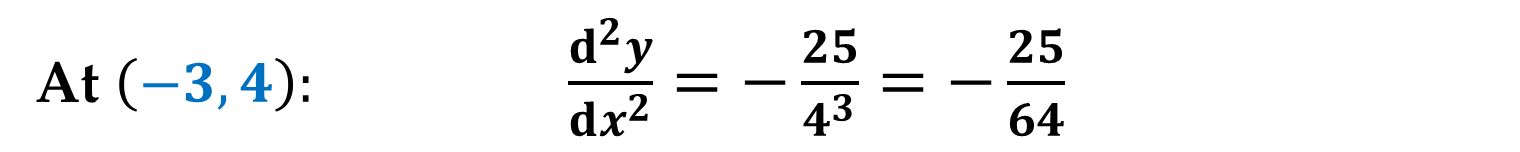 At (−3, 4): d²y/dx² = −25/4³ = −25/64